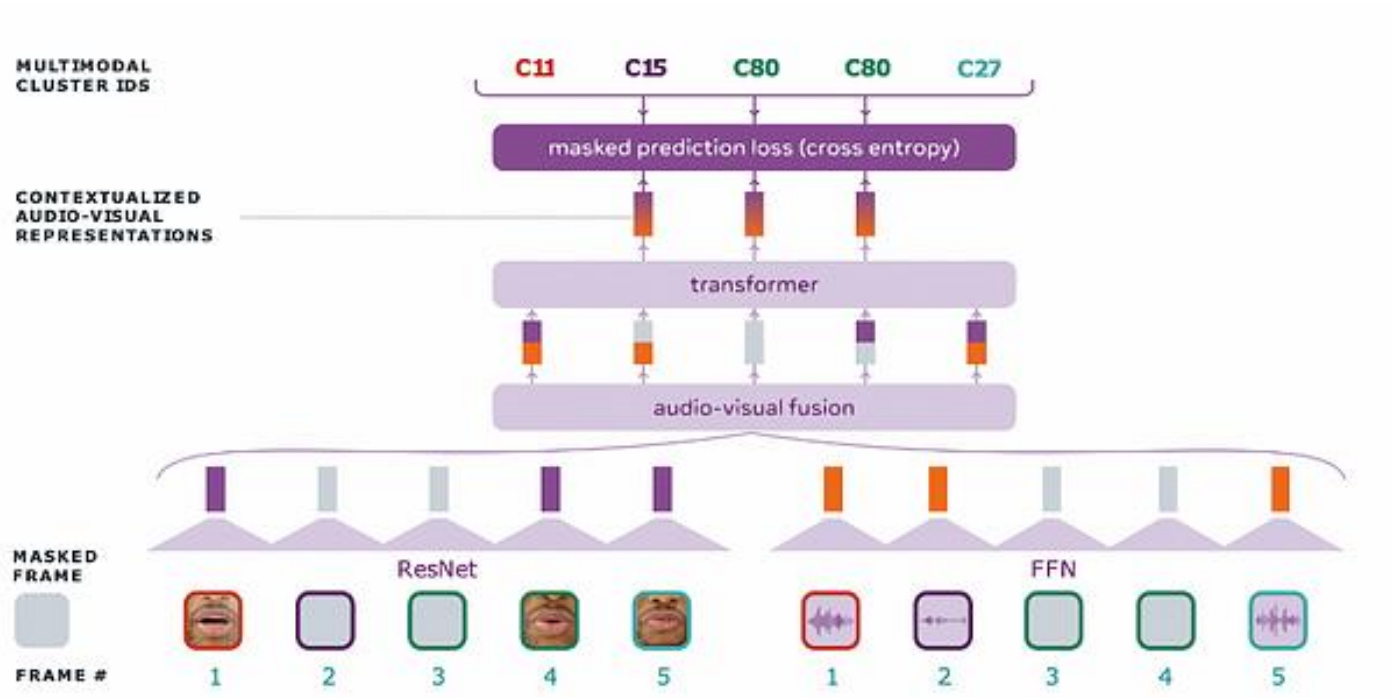 MULTIMODAL
CLUSTER IDS
C11 C15 C80 C80 C27
masked prediction loss (cross entropy)
CONTEXTUALIZED
AUDIO-VISUAL
REPRESENTATIONS
transformer
audio-visual fusion
MASKED
FRAME
ResNet FFN
FRAME # 1 2 3 4 5 1 2 3 4 5